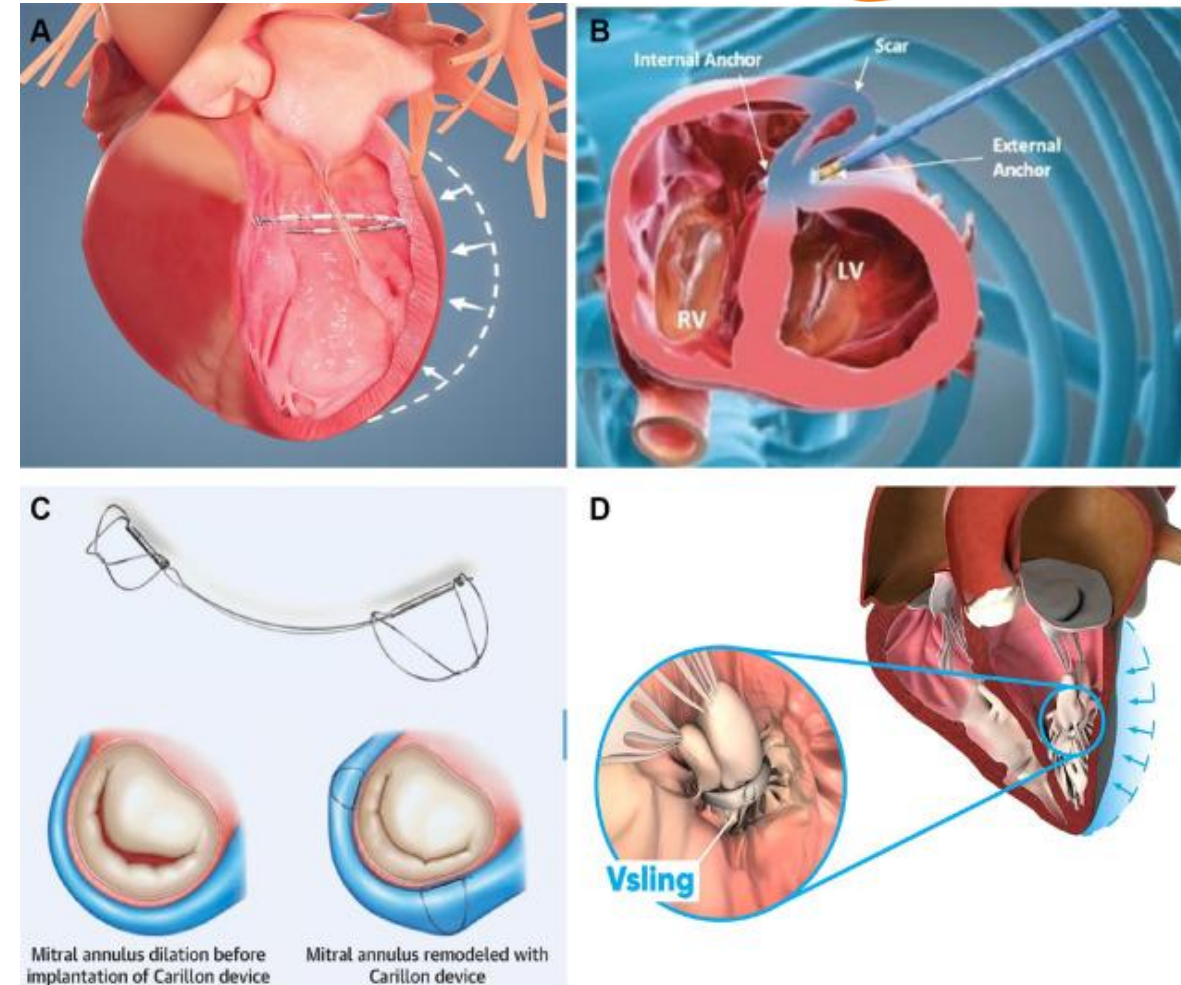 A
B
Internal Anchor
Scar
External
Anchor
LV
RV
C
Mitral annulus dilation before
implantation of Carillon device
Mitral annulus remodeled with
Carillon device
D
Vsling